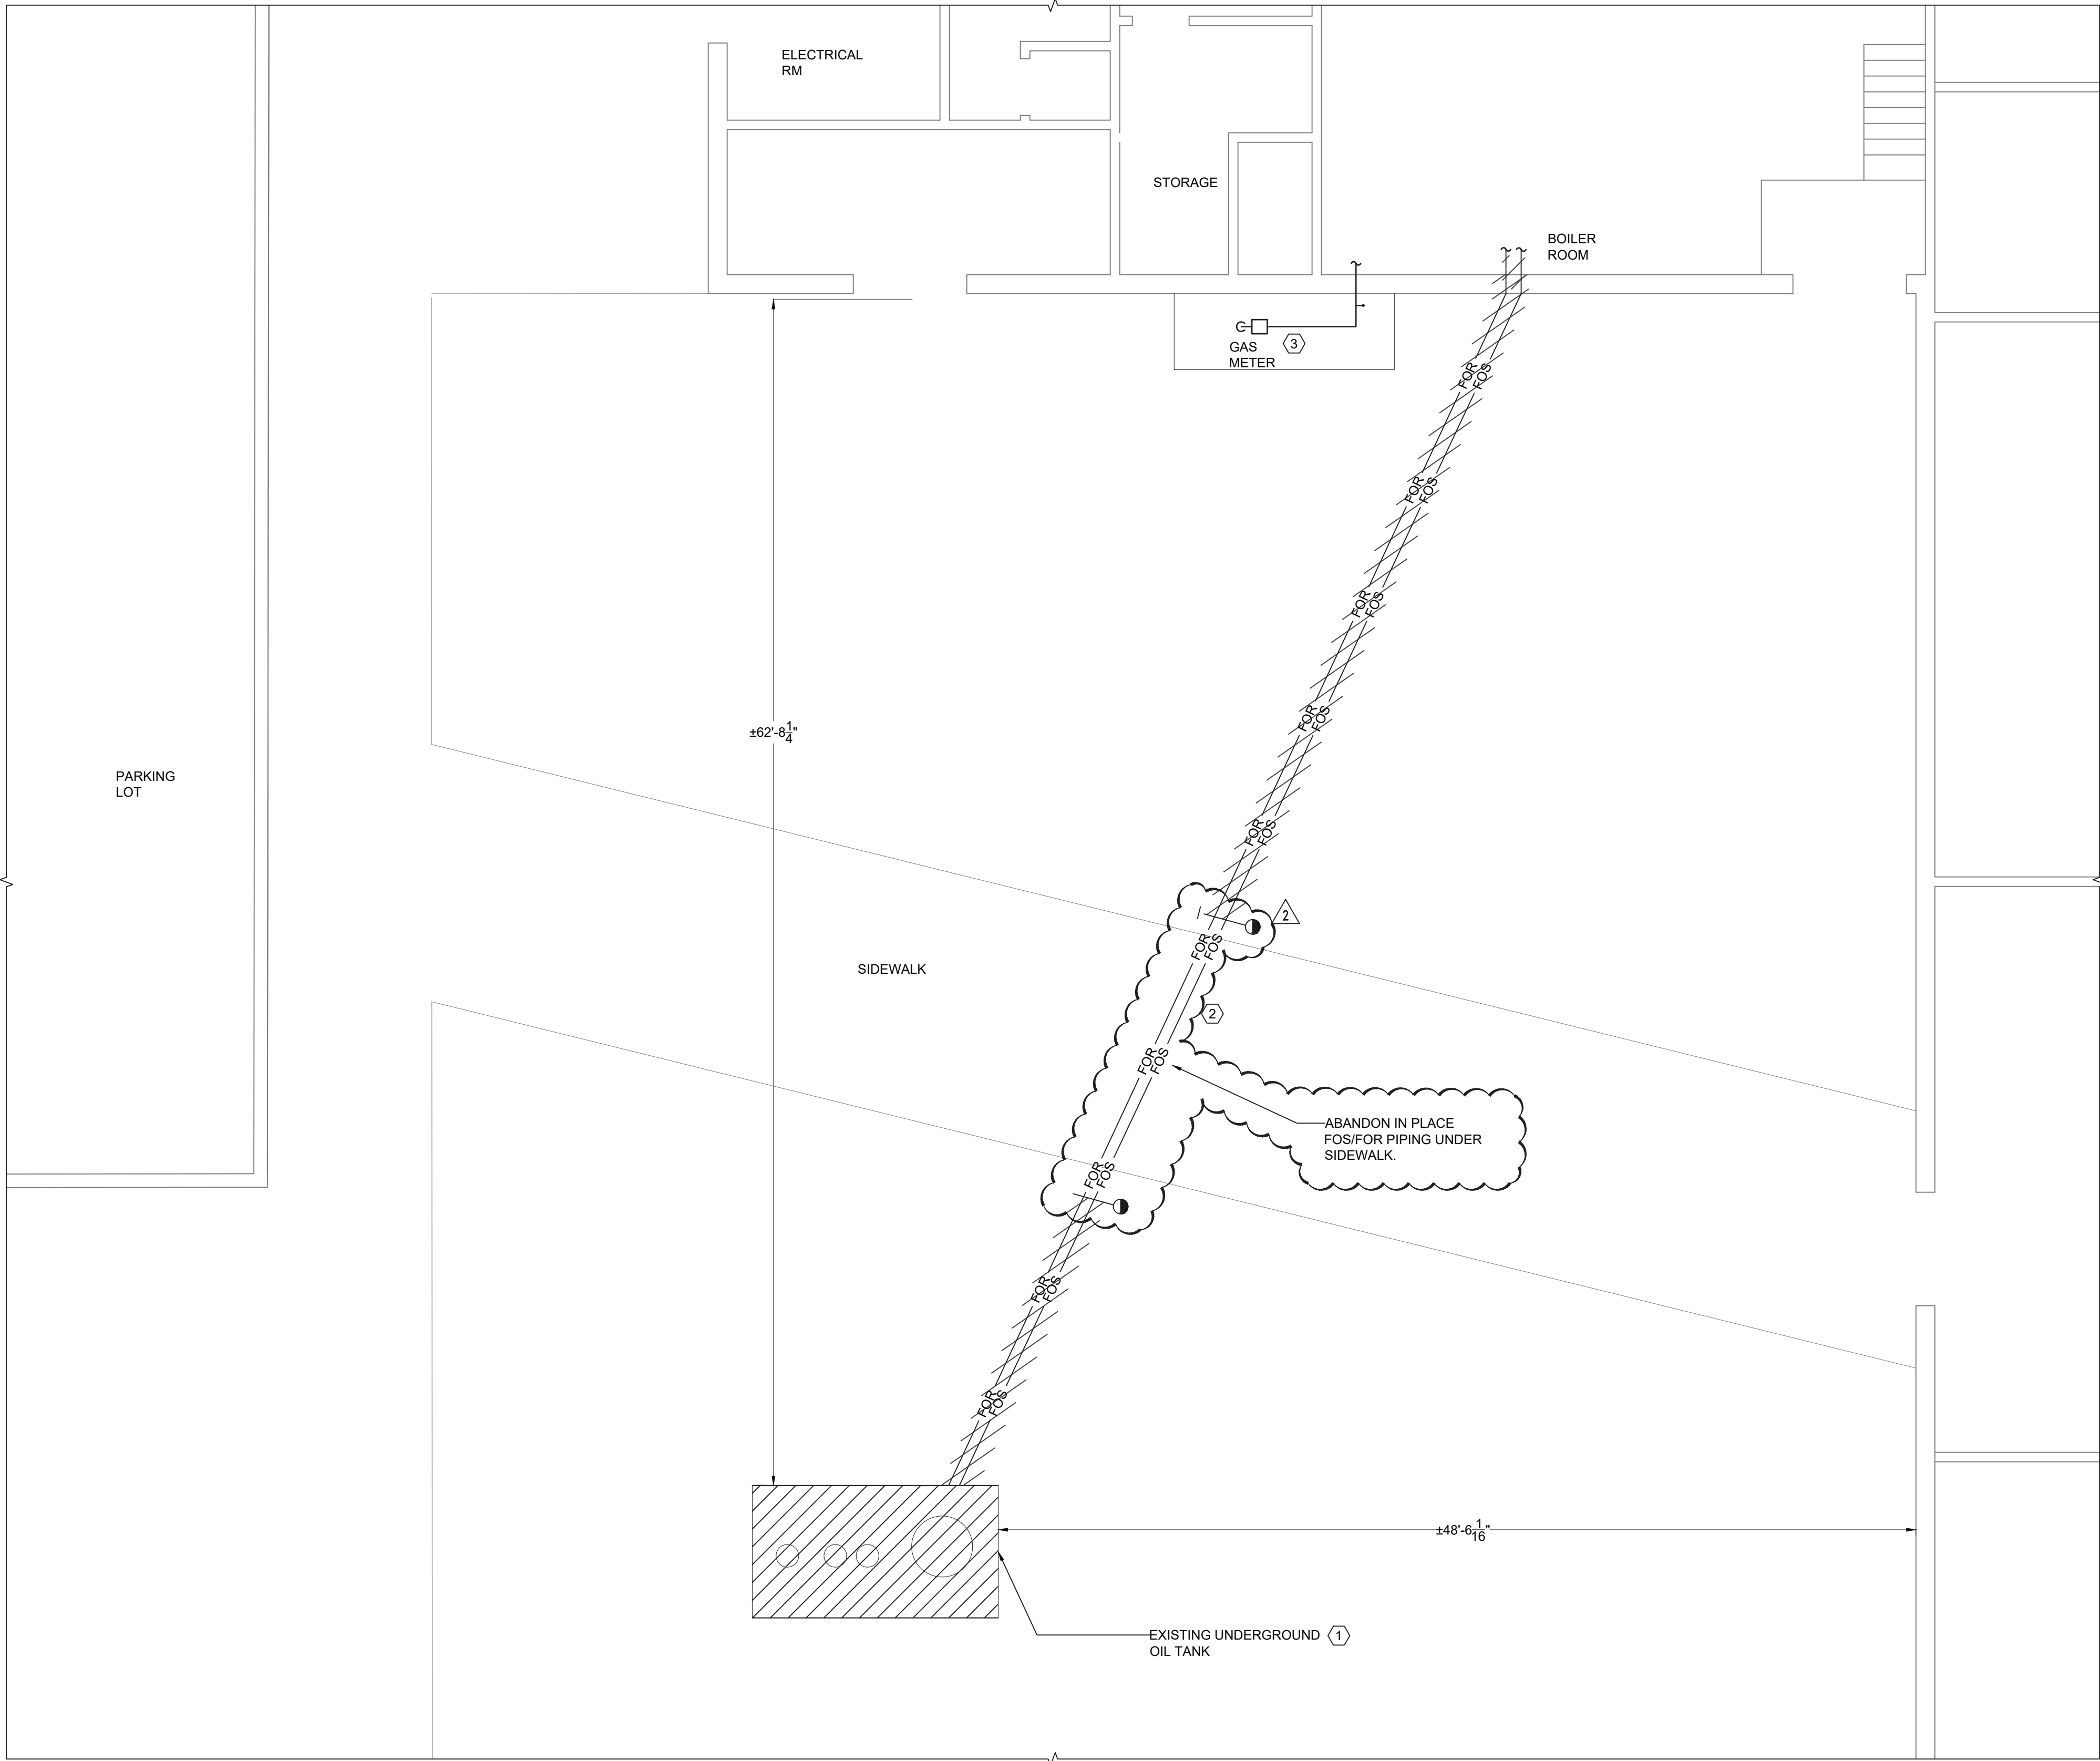 ELECTRICAL
RM
STORAGE
BOILER
ROOM
GAS
METER
3
FOR
FOS
FOR
FOS
FOR
FOS
FOR
FOS
±62'-8 1/4"
PARKING
LOT
FOR
FOS
2
FOR
FOS
SIDEWALK
2
FOR
FOS
ABANDON IN PLACE
FOS/FOR PIPING UNDER
SIDEWALK.
FOR
FOS
FOR
FOS
FOR
FOS
±48'-6 1/16"
EXISTING UNDERGROUND 1
OIL TANK